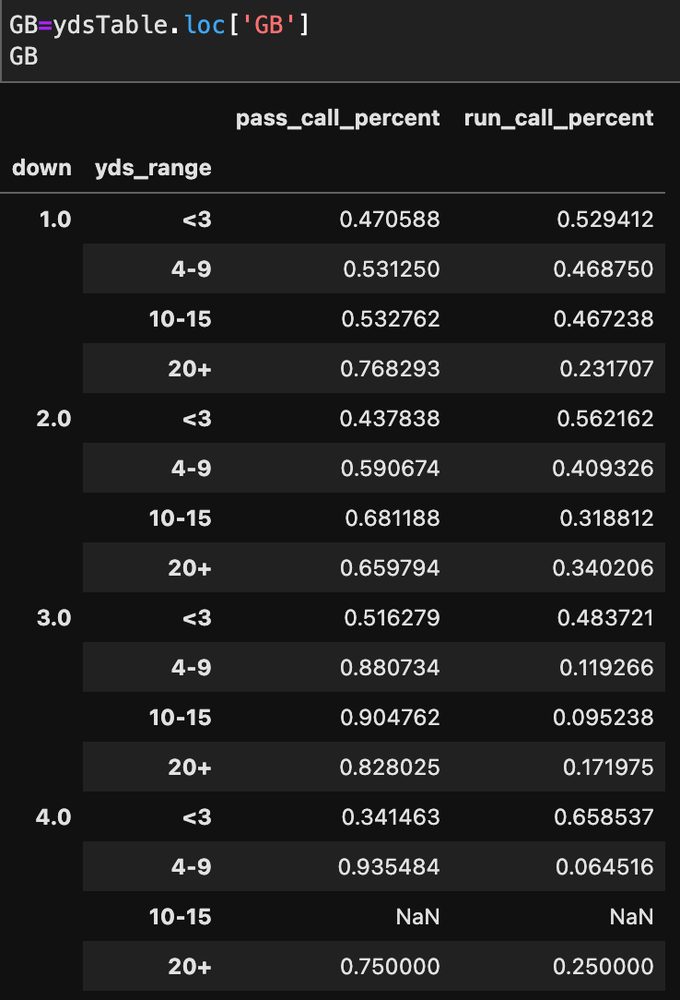 GB=ydsTable.loc['GB']
GB
pass_call_percent run_call_percent
down yds_range
1.0 <3 0.470588 0.529412
4-9 0.531250 0.468750
10-15 0.532762 0.467238
20+ 0.768293 0.231707
2.0 <3 0.437838 0.562162
4-9 0.590674 0.409326
10-15 0.681188 0.318812
20+ 0.659794 0.340206
3.0 <3 0.516279 0.483721
4-9 0.880734 0.119266
10-15 0.904762 0.095238
20+ 0.828025 0.171975
4.0 <3 0.341463 0.658537
4-9 0.935484 0.064516
10-15 NaN NaN
20+ 0.750000 0.250000